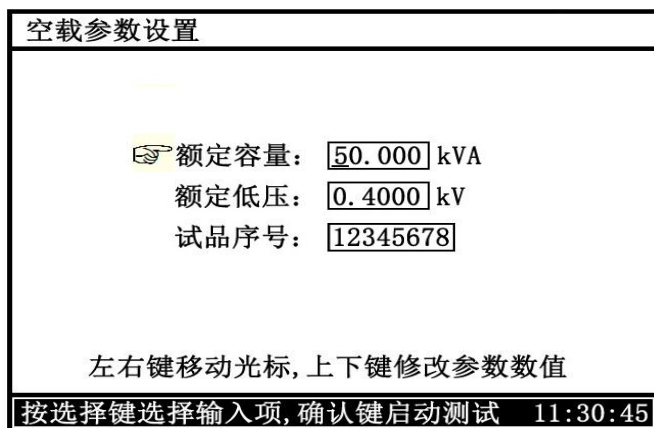 空载参数设置
☞额定容量: 50.000 kVA
额定低压: 0.4000 kV
试品序号: 12345678
左右键移动光标,上下键修改参数数值
按选择键选择输入项,确认键启动测试 11:30:45